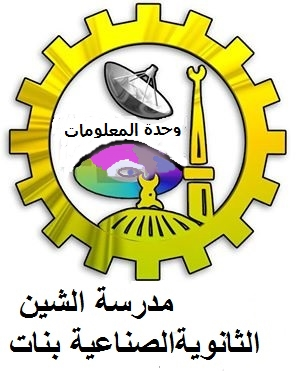 وحدة المعلومات
مدرسة الشين
الثانويةالصناعية بنات